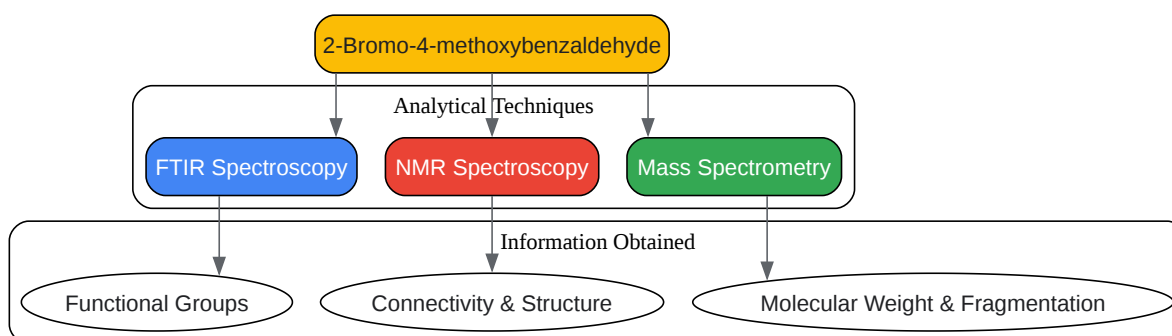 2-Bromo-4-methoxybenzaldehyde
Analytical Techniques
FTIR Spectroscopy
NMR Spectroscopy
Mass Spectrometry
Information Obtained
Functional Groups
Connectivity & Structure
Molecular Weight & Fragmentation